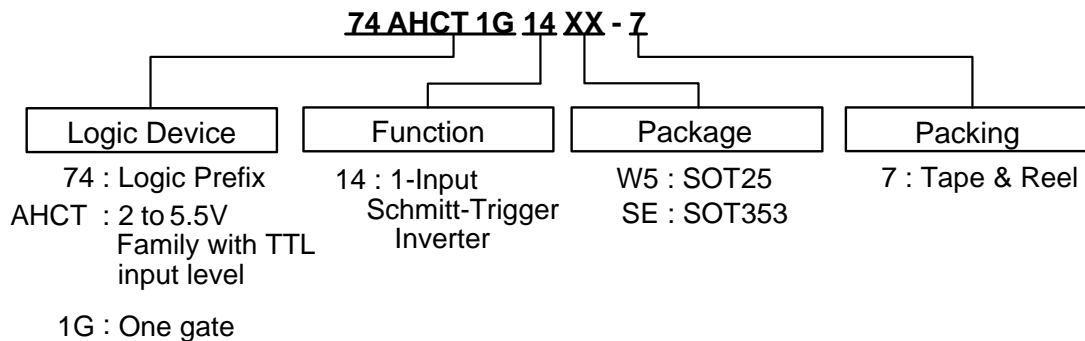 74 AHCT 1G 14 XX - 7
Logic Device
74 : Logic Prefix
AHCT : 2 to 5.5V
Family with TTL
input level
1G : One gate
Function
14 : 1-Input
Schmitt-Trigger
Inverter
Package
W5 : SOT25
SE : SOT353
Packing
7 : Tape & Reel